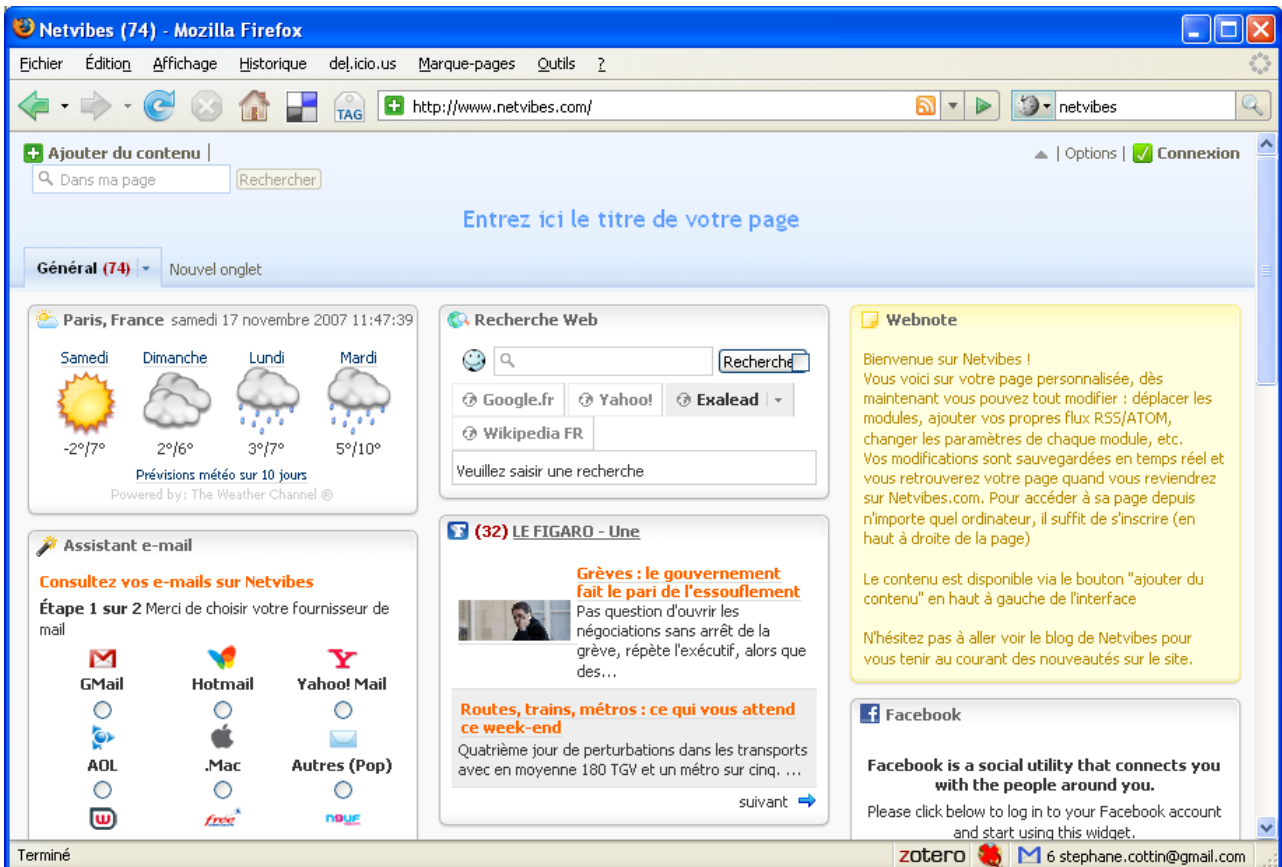 Netvibes (74) - Mozilla Firefox
Fichier Édition Affichage Historique del.icio.us Marque-pages Outils ?
TAG http://www.netvibes.com/ netvibes
Ajouter du contenu | | Options | Connexion
Dans ma page Rechercher
Entrez ici le titre de votre page
Général (74) Nouvel onglet
Paris, France samedi 17 novembre 2007 11:47:39
Samedi Dimanche Lundi Mardi
-2°/7° 2°/6° 3°/7° 5°/10°
Prévisions météo sur 10 jours
Powered by: The Weather Channel ®
Assistant e-mail
Consultez vos e-mails sur Netvibes
Étape 1 sur 2 Merci de choisir votre fournisseur de
mail
GMail Hotmail Yahoo! Mail
AOL .Mac Autres (Pop)
free neuf
Recherche Web
Recherche
Google.fr Yahoo! Exalead
Wikipedia FR
Veuillez saisir une recherche
(32) LE FIGARO - Une
Grèves : le gouvernement
fait le pari de l'essouflement
Pas question d'ouvrir les
négociations sans arrêt de la
grève, répète l'exécutif, alors que
des...
Routes, trains, métros : ce qui vous attend
ce week-end
Quatrième jour de perturbations dans les transports
avec en moyenne 180 TGV et un métro sur cinq. ...
suivant
Webnote
Bienvenue sur Netvibes !
Vous voici sur votre page personnalisée, dès
maintenant vous pouvez tout modifier : déplacer les
modules, ajouter vos propres flux RSS/ATOM,
changer les paramètres de chaque module, etc.
Vos modifications sont sauvegardées en temps réel et
vous retrouverez votre page quand vous reviendrez
sur Netvibes.com. Pour accéder à sa page depuis
n'importe quel ordinateur, il suffit de s'inscrire (en
haut à droite de la page)
Le contenu est disponible via le bouton "ajouter du
contenu" en haut à gauche de l'interface
N'hésitez pas à aller voir le blog de Netvibes pour
vous tenir au courant des nouveautés sur le site.
Facebook
Facebook is a social utility that connects you
with the people around you.
Please click below to log in to your Facebook account
and start using this widget.
Terminé zotero 6 stephane.cottin@gmail.com